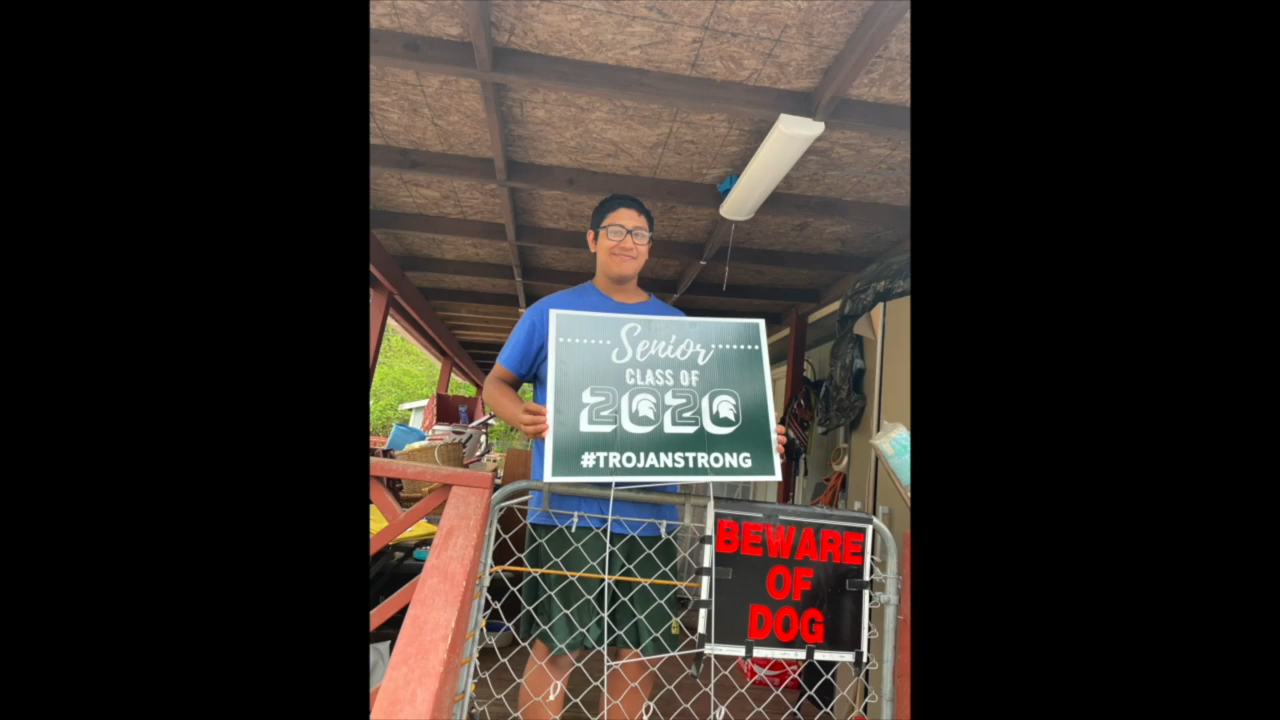 Senior
CLASS OF
2020
#TROJANSTRONG
BEWARE
OF
DOG